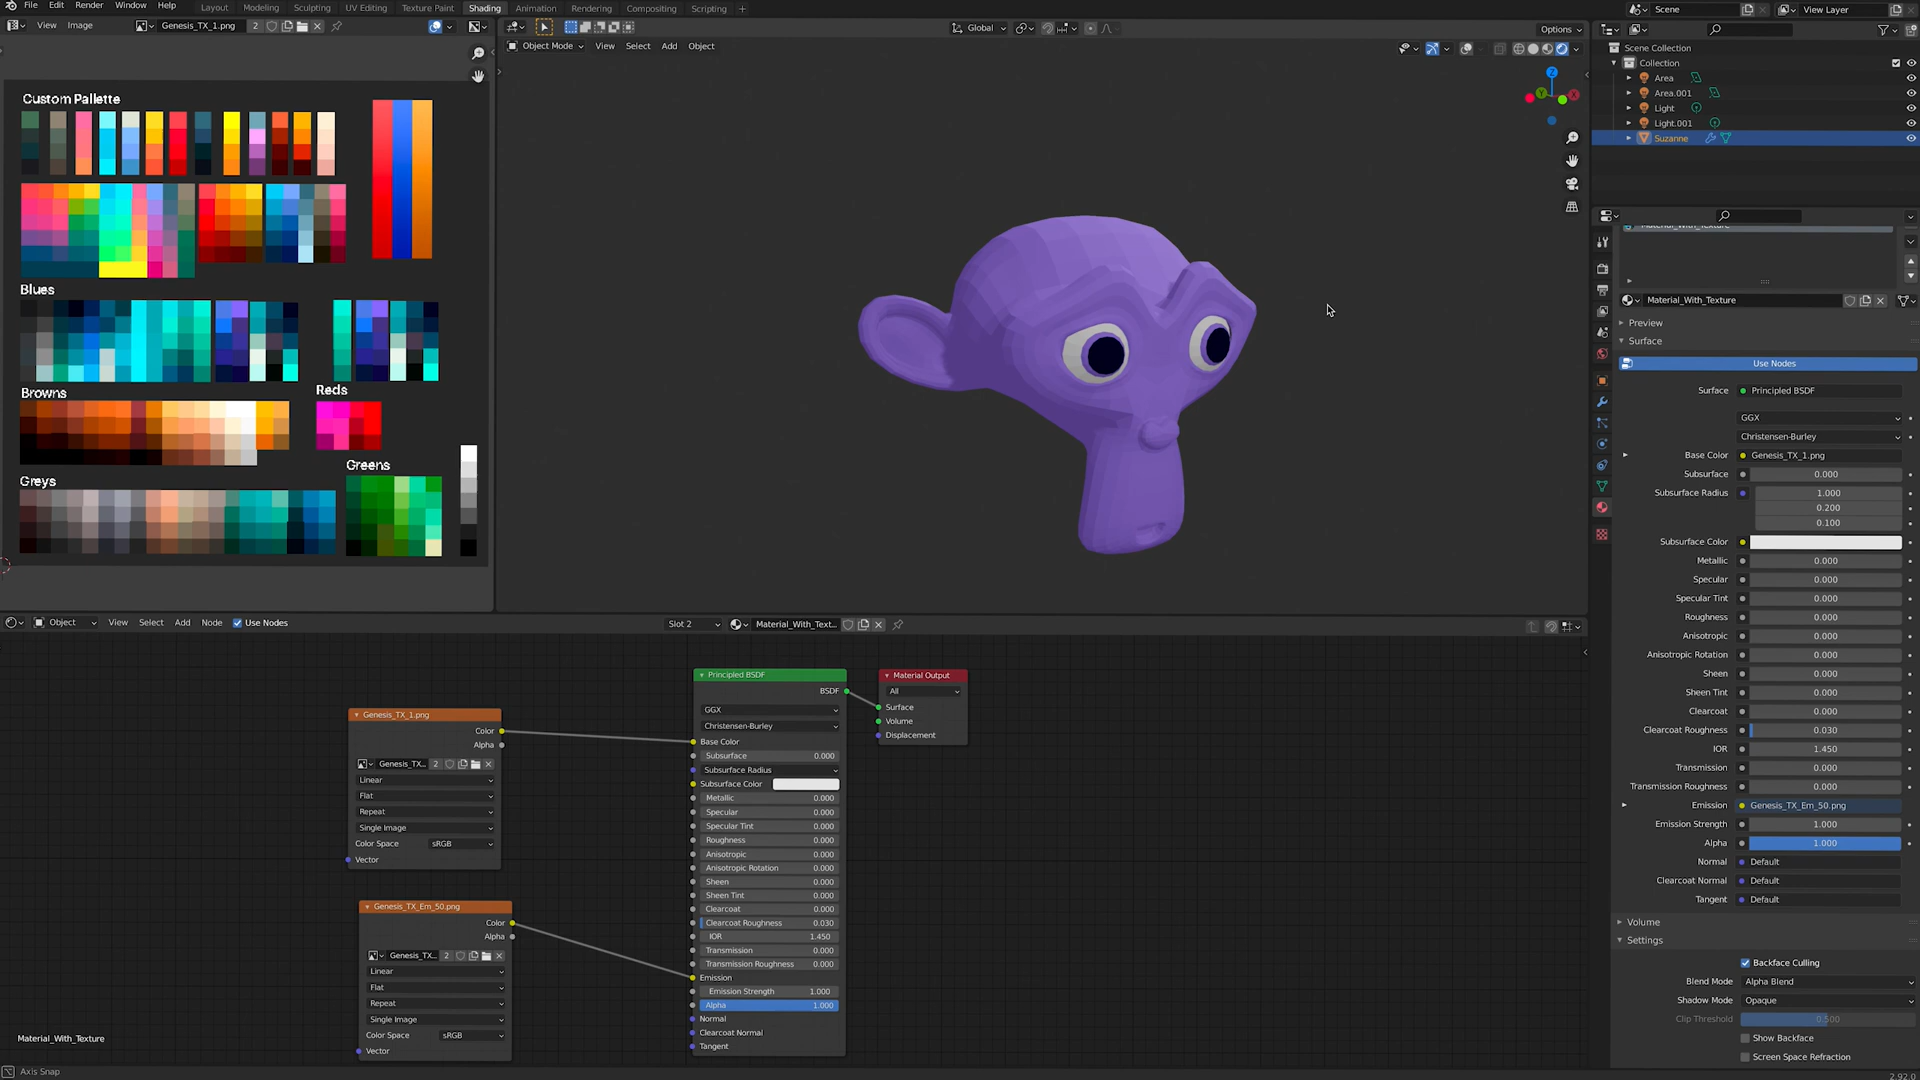 File Edit Render Window Help Layout Modeling Sculpting UV Editing Texture Paint Shading Animation Rendering Compositing Scripting +
Scene View Layer
View Image Genesis_TX_1.png 2
Global
Options
Object Mode View Select Add Object
Custom Pallette
Blues
Browns
Reds
Greens
Greys
Z
Y
X
Scene Collection
Collection
Area
Area.001
Light
Light.001
Suzanne
Material_With_Texture
Material_With_Texture
Preview
Surface
Use Nodes
Surface Principled BSDF
GGX
Christensen-Burley
Base Color Genesis_TX_1.png
Subsurface 0.000
Subsurface Radius 1.000
0.200
0.100
Subsurface Color
Metallic 0.000
Specular 0.000
Specular Tint 0.000
Roughness 0.000
Anisotropic 0.000
Anisotropic Rotation 0.000
Sheen 0.000
Sheen Tint 0.000
Clearcoat 0.000
Clearcoat Roughness 0.030
IOR 1.450
Transmission 0.000
Transmission Roughness 0.000
Emission Genesis_TX_Em_50.png
Emission Strength 1.000
Alpha 1.000
Normal Default
Clearcoat Normal Default
Tangent Default
Volume
Settings
Backface Culling
Blend Mode Alpha Blend
Shadow Mode Opaque
Clip Threshold 0.500
Show Backface
Screen Space Refraction
Object View Select Add Node Use Nodes Slot 2 Material_With_Text...
Genesis_TX_1.png
Color
Alpha
Genesis_TX... 2
Linear
Flat
Repeat
Single Image
Color Space sRGB
Vector
Genesis_TX_Em_50.png
Color
Alpha
Genesis_TX... 2
Linear
Flat
Repeat
Single Image
Color Space sRGB
Vector
Principled BSDF
BSDF
GGX
Christensen-Burley
Base Color
Subsurface 0.000
Subsurface Radius
Subsurface Color
Metallic 0.000
Specular 0.000
Specular Tint 0.000
Roughness 0.000
Anisotropic 0.000
Anisotropic Rotation 0.000
Sheen 0.000
Sheen Tint 0.000
Clearcoat 0.000
Clearcoat Roughness 0.030
IOR 1.450
Transmission 0.000
Transmission Roughness 0.000
Emission
Emission Strength 1.000
Alpha 1.000
Normal
Clearcoat Normal
Tangent
Material Output
All
Surface
Volume
Displacement
Material_With_Texture
Axis Snap
2.92.0